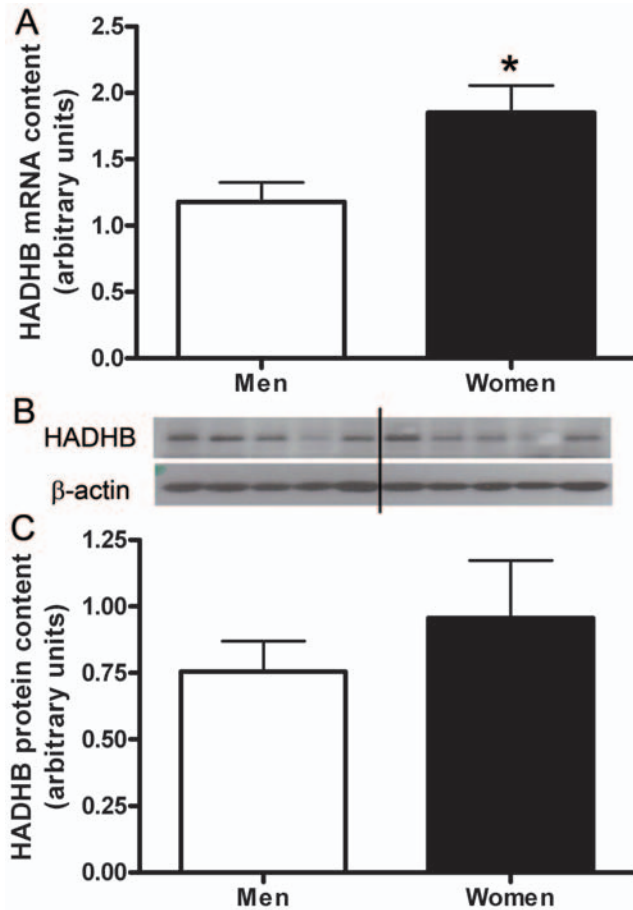 A
HADHB mRNA content
(arbitrary units)
2.5
2.0
1.5
1.0
0.5
0.0
*
Men
Women
B
HADHB
β-actin
C
HADHB protein content
(arbitrary units)
1.25
1.00
0.75
0.50
0.25
0.00
Men
Women